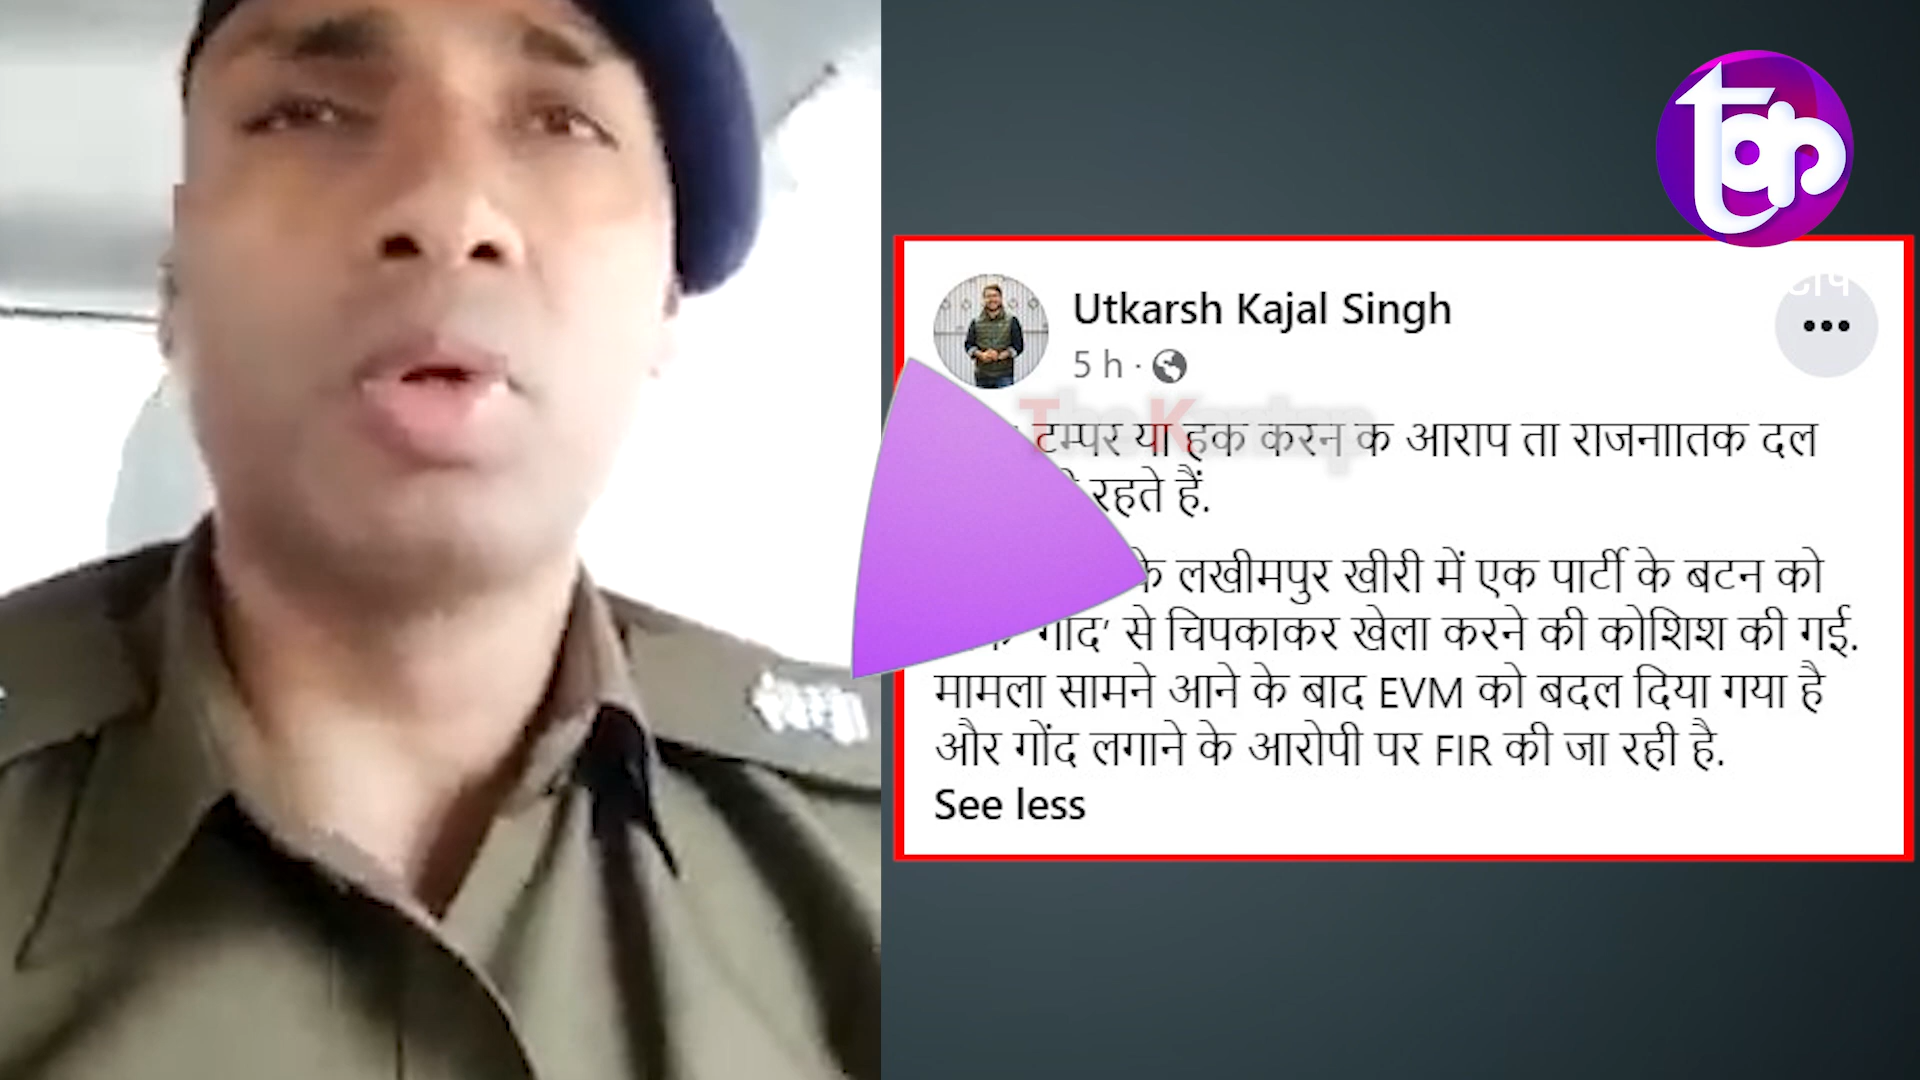 tap
टाप
Utkarsh Kajal Singh
5 h ·
टेम्पर या हैक करने के आरोप तो राजनीतिक दल
रहते हैं.
के लखीमपुर खीरी में एक पार्टी के बटन को
'गोंद' से चिपकाकर खेला करने की कोशिश की गई.
मामला सामने आने के बाद EVM को बदल दिया गया है
और गोंद लगाने के आरोपी पर FIR की जा रही है.
See less